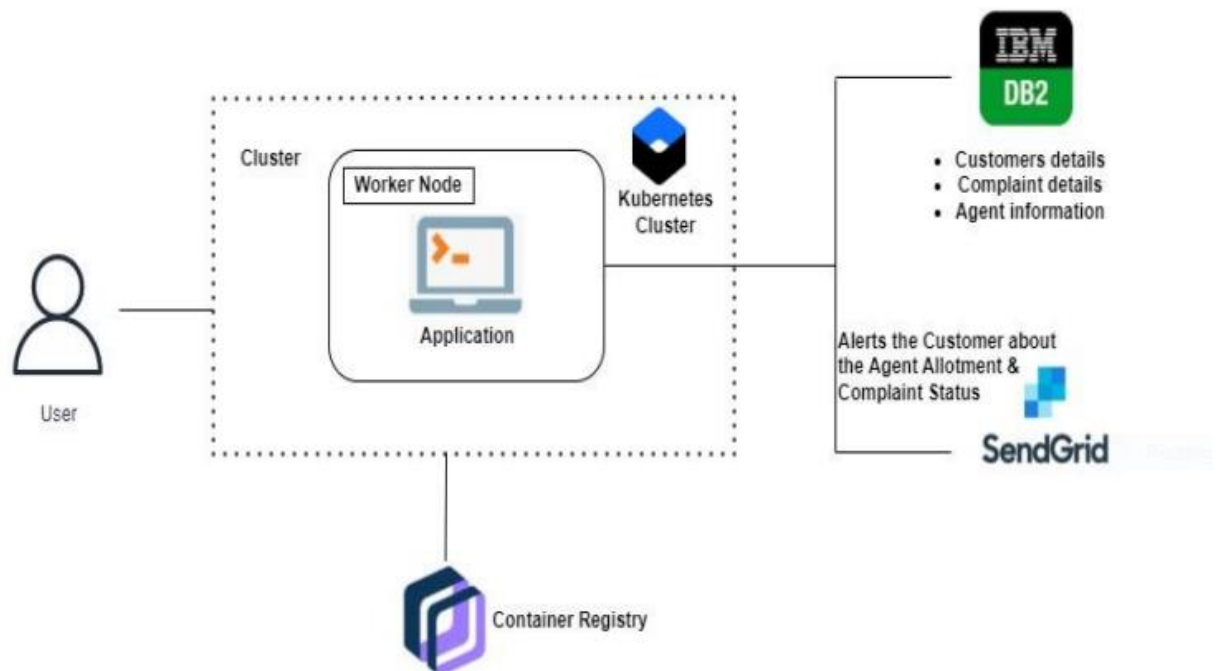 IBM
DB2
Cluster
Worker Node
Kubernetes
Cluster
Application
User
• Customers details
• Complaint details
• Agent information
Alerts the Customer about
the Agent Allotment &
Complaint Status
SendGrid
Container Registry